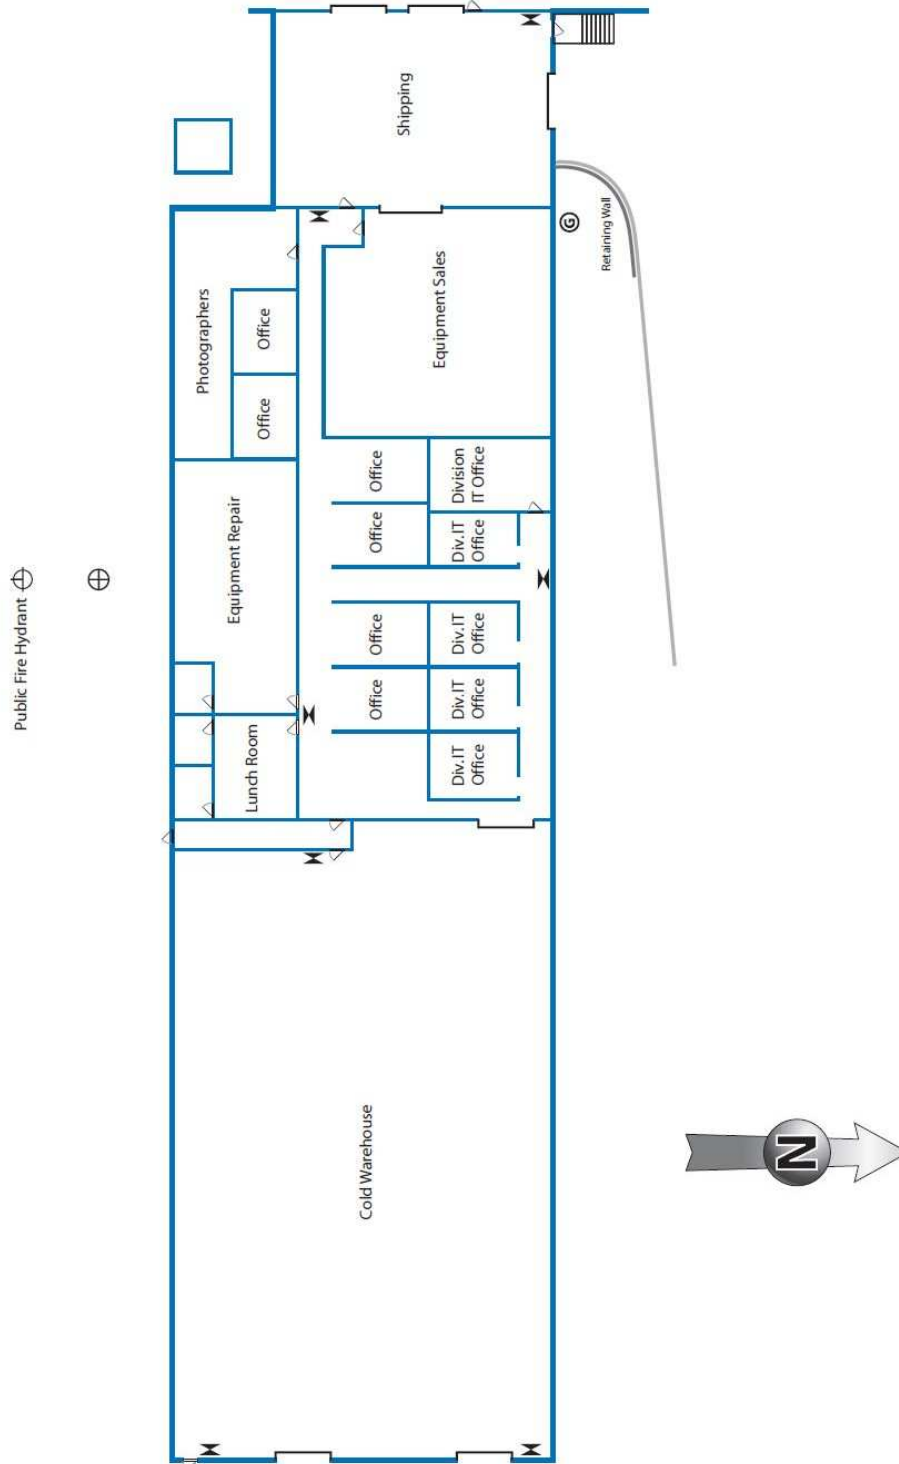 Public Fire Hydrant
Shipping
Retaining Wall
G
Photographers
Office
Office
Equipment Sales
Equipment Repair
Office
Division
IT Office
Office
Div.IT
Office
Office
Div.IT
Office
Office
Div.IT
Office
Lunch Room
Div.IT
Office
Cold Warehouse
N